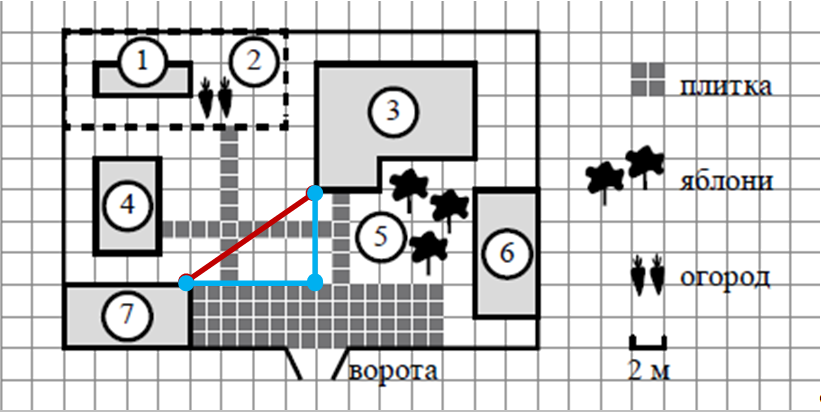 1
2
3
4
5
6
7
ворота
плитка
яблони
огород
2 м